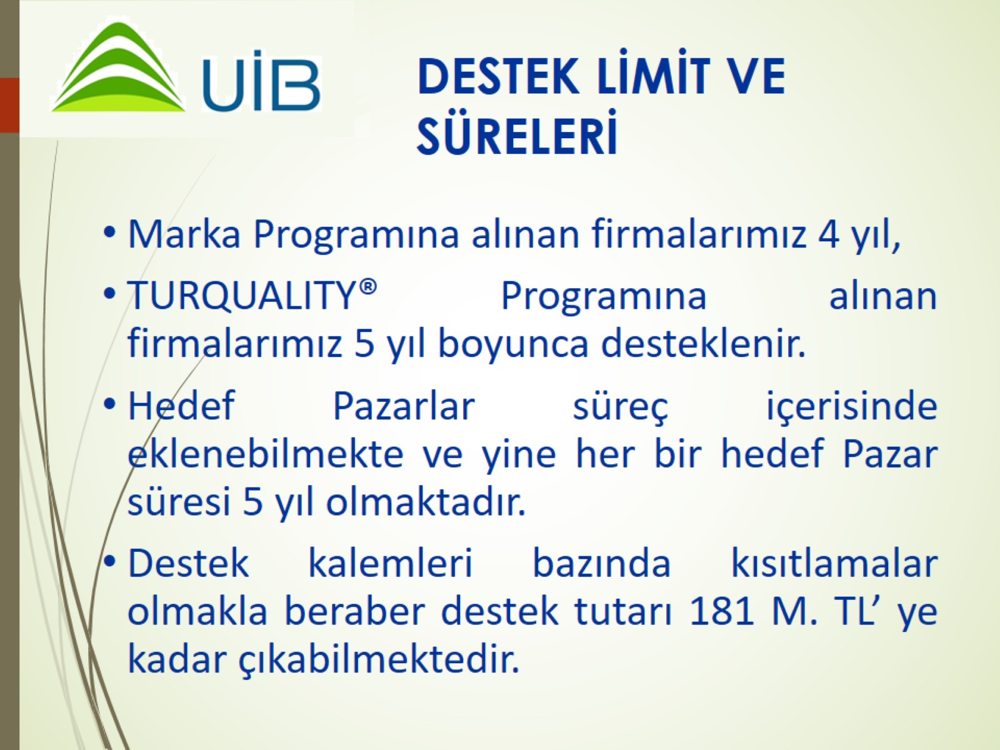 UİB
DESTEK LİMİT VE
SÜRELERİ
• Marka Programına alınan firmalarımız 4 yıl,
• TURQUALITY® Programına alınan
firmalarımız 5 yıl boyunca desteklenir.
• Hedef Pazarlar süreç içerisinde
eklenebilmekte ve yine her bir hedef Pazar
süresi 5 yıl olmaktadır.
• Destek kalemleri bazında kısıtlamalar
olmakla beraber destek tutarı 181 M. TL’ ye
kadar çıkabilmektedir.